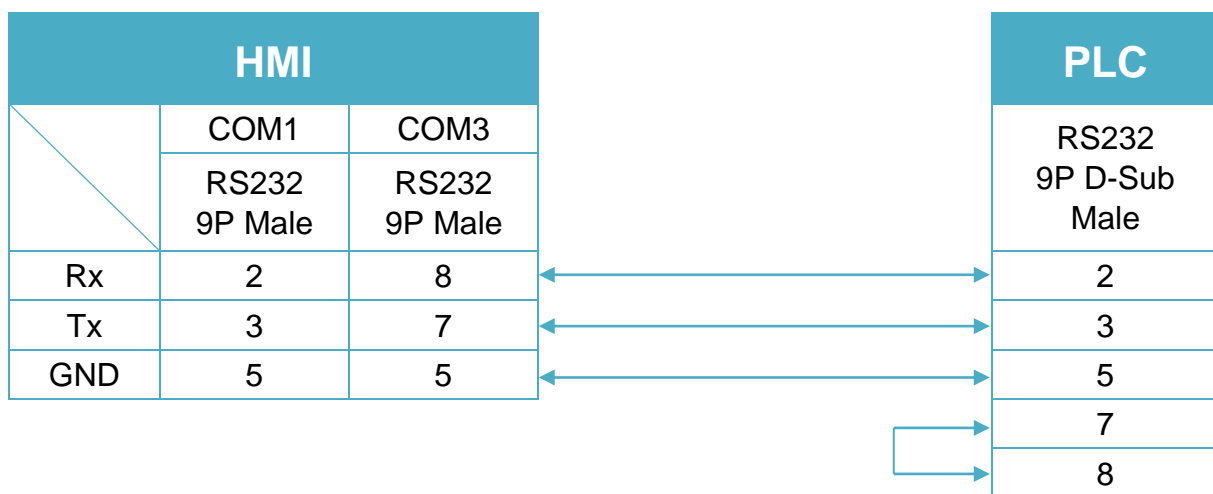 HMI
PLC
COM1 COM3
RS232
9P Male
RS232
9P Male
RS232
9P D-Sub
Male
Rx 2 8 2
Tx 3 7 3
GND 5 5 5
7
8